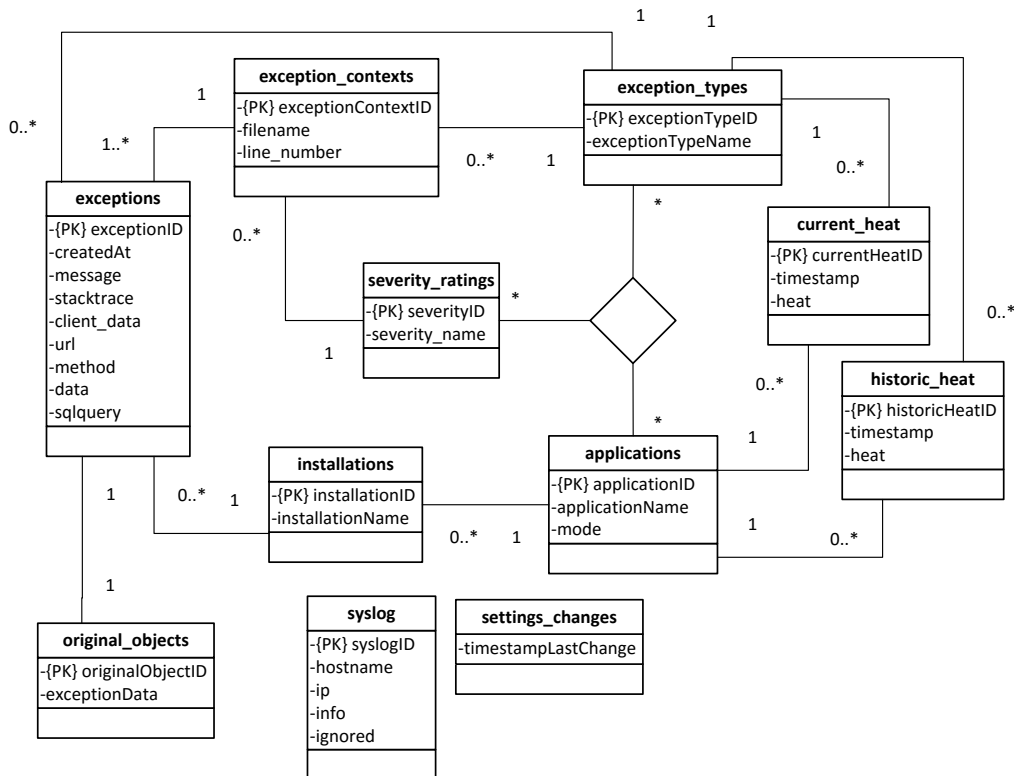 1
1
exception_contexts
-{PK} exceptionContextID
-filename
-line_number
exception_types
-{PK} exceptionTypeID
-exceptionTypeName
1
0..*
1..*
0..*
1
1
0..*
exceptions
-{PK} exceptionID
-createdAt
-message
-stacktrace
-client_data
-url
-method
-data
-sqlquery
*
0..*
current_heat
-{PK} currentHeatID
-timestamp
-heat
severity_ratings
-{PK} severityID
-severity_name
*
0..*
1
0..*
historic_heat
-{PK} historicHeatID
-timestamp
-heat
*
1
applications
-{PK} applicationID
-applicationName
-mode
installations
-{PK} installationID
-installationName
1
0..*
1
0..*
1
1
0..*
1
syslog
-{PK} syslogID
-hostname
-ip
-info
-ignored
settings_changes
-timestampLastChange
original_objects
-{PK} originalObjectID
-exceptionData